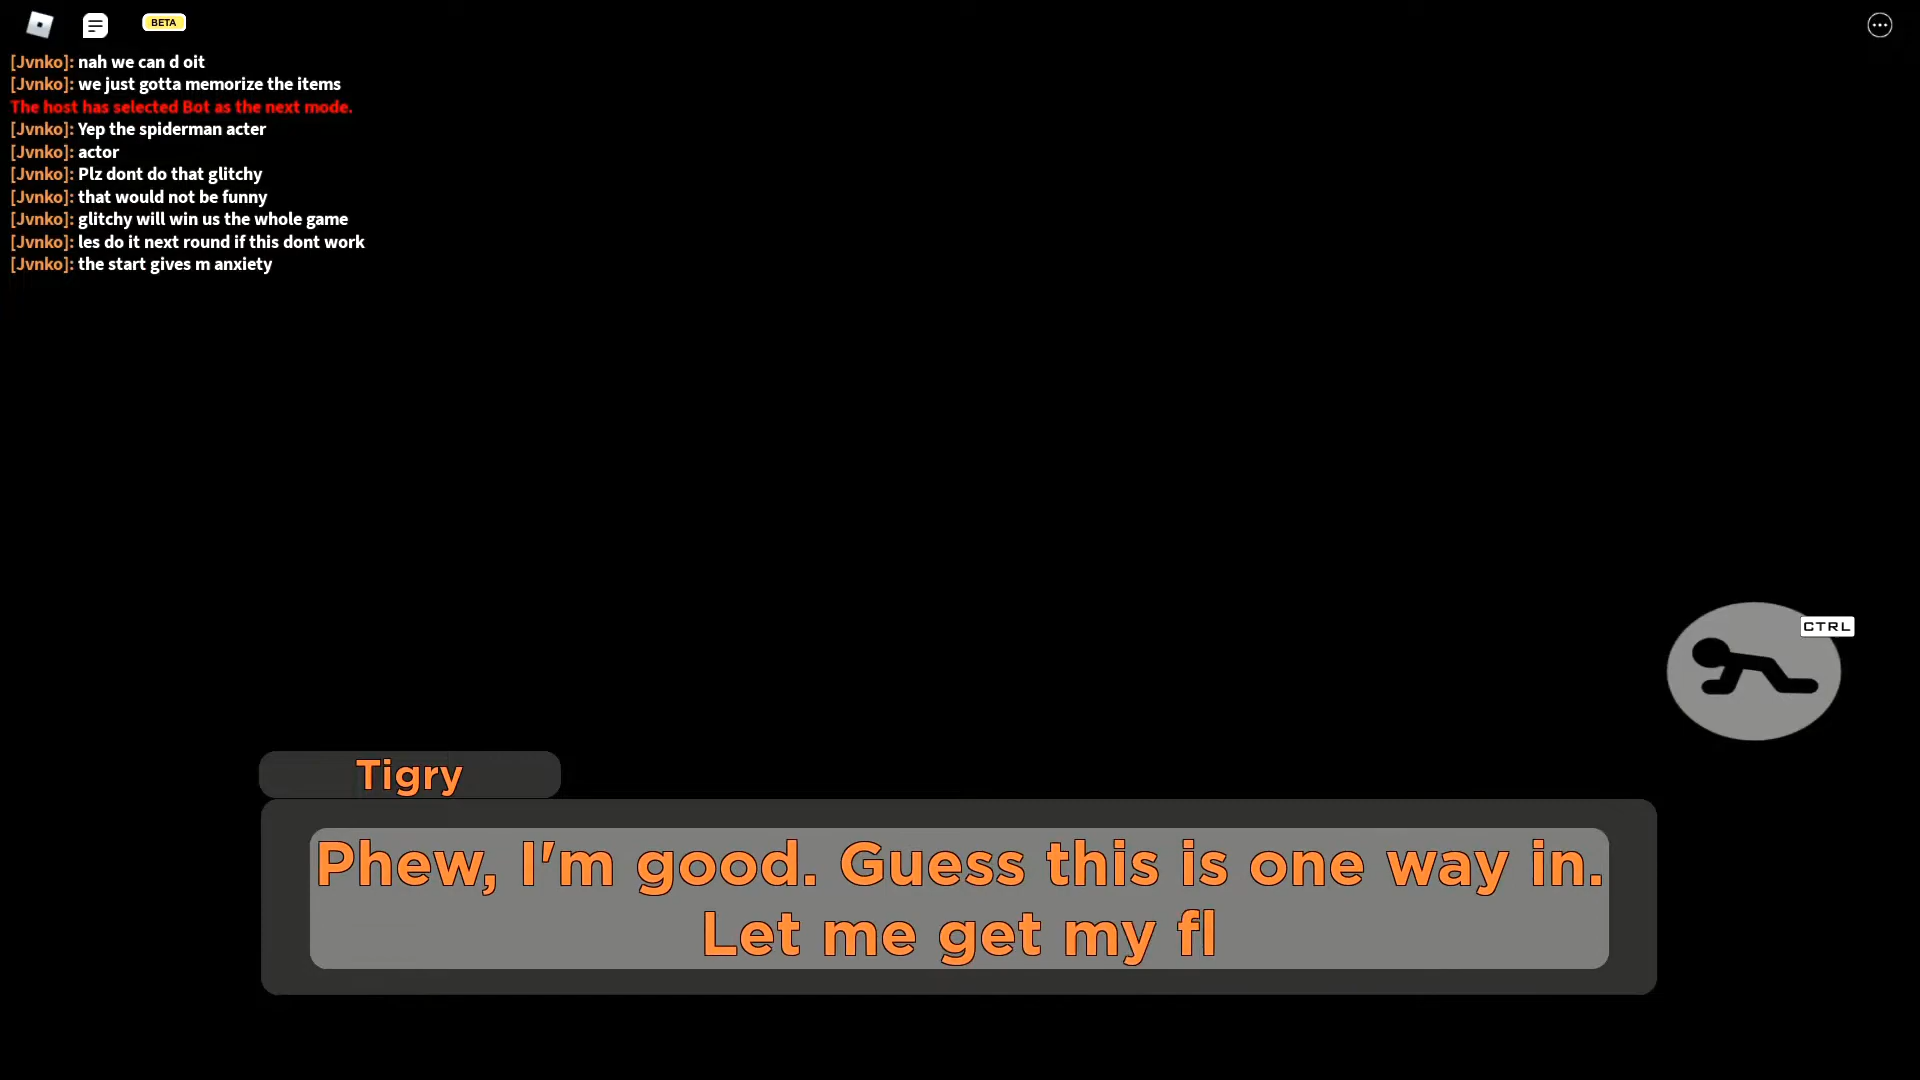 BETA
[Jvnko]: nah we can d oit
[Jvnko]: we just gotta memorize the items
The host has selected Bot as the next mode.
[Jvnko]: Yep the spiderman acter
[Jvnko]: actor
[Jvnko]: Plz dont do that glitchy
[Jvnko]: that would not be funny
[Jvnko]: glitchy will win us the whole game
[Jvnko]: les do it next round if this dont work
[Jvnko]: the start gives m anxiety
CTRL
Tigry
Phew, I'm good. Guess this is one way in.
Let me get my fl